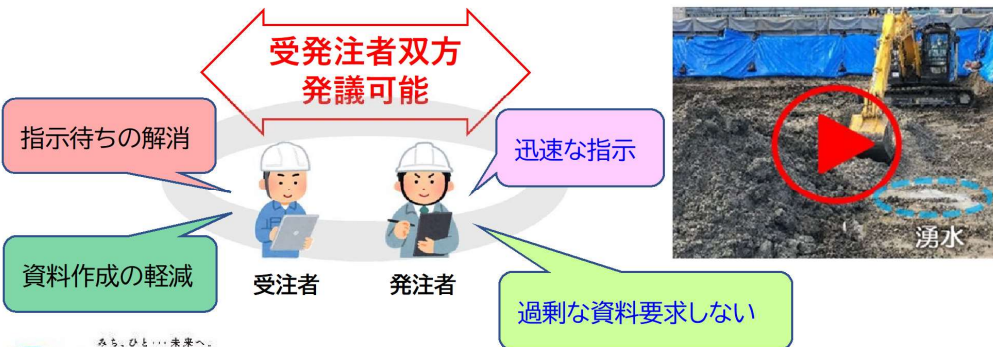 受発注者双方
発議可能
指示待ちの解消
迅速な指示
資料作成の軽減
受注者
発注者
過剰な資料要求しない
湧水
みち、ひと…未来へ。